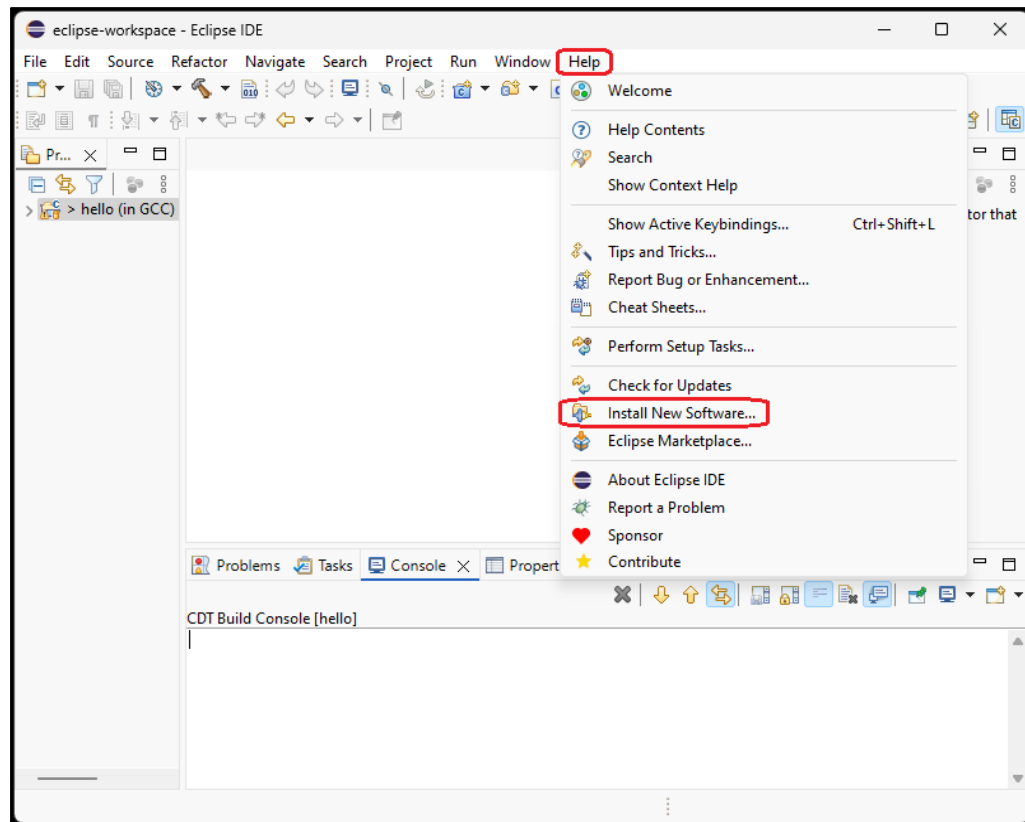 eclipse-workspace - Eclipse IDE
File Edit Source Refactor Navigate Search Project Run Window Help
Pr...
> hello (in GCC)
Welcome
Help Contents
Search
Show Context Help
Show Active Keybindings... Ctrl+Shift+L
Tips and Tricks...
Report Bug or Enhancement...
Cheat Sheets...
Perform Setup Tasks...
Check for Updates
Install New Software...
Eclipse Marketplace...
About Eclipse IDE
Report a Problem
Sponsor
Contribute
tor that
Problems Tasks Console Propert
CDT Build Console [hello]